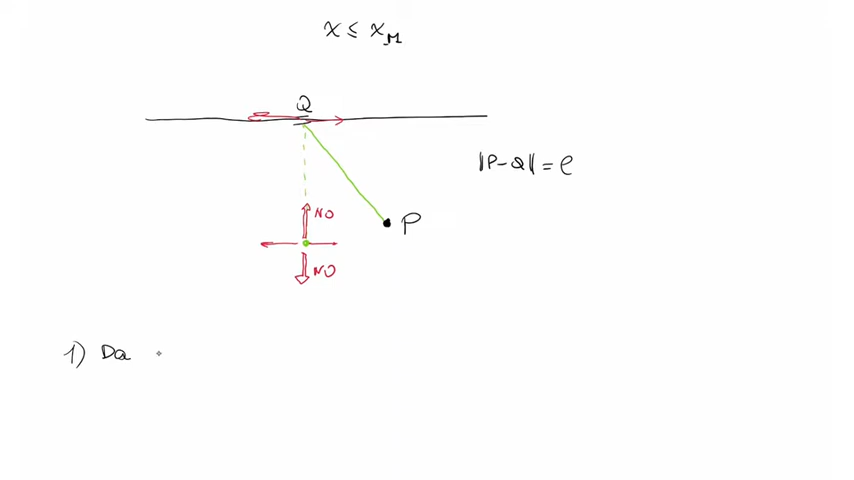 x ≤ x_M
Q
‖P-Q‖ = ℓ
NO
P
NO
1) Da